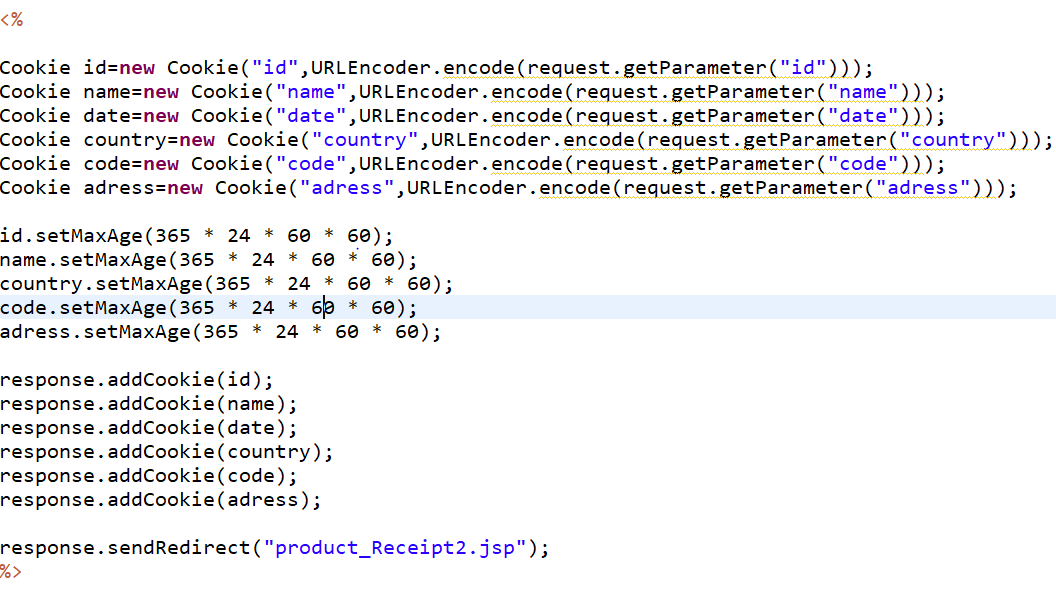 <%
Cookie id=new Cookie("id",URLEncoder.encode(request.getParameter("id")));
Cookie name=new Cookie("name",URLEncoder.encode(request.getParameter("name")));
Cookie date=new Cookie("date",URLEncoder.encode(request.getParameter("date")));
Cookie country=new Cookie("country",URLEncoder.encode(request.getParameter("country")));
Cookie code=new Cookie("code",URLEncoder.encode(request.getParameter("code")));
Cookie adress=new Cookie("adress",URLEncoder.encode(request.getParameter("adress")));
id.setMaxAge(365 * 24 * 60 * 60);
name.setMaxAge(365 * 24 * 60 * 60);
country.setMaxAge(365 * 24 * 60 * 60);
code.setMaxAge(365 * 24 * 60 * 60);
adress.setMaxAge(365 * 24 * 60 * 60);
response.addCookie(id);
response.addCookie(name);
response.addCookie(date);
response.addCookie(country);
response.addCookie(code);
response.addCookie(adress);
response.sendRedirect("product_Receipt2.jsp");
%>